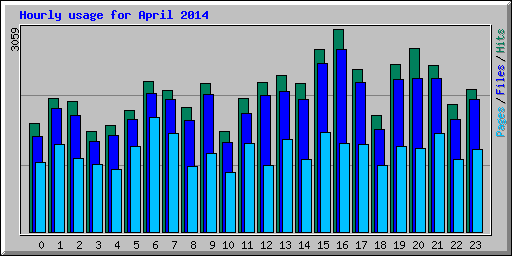 Hourly usage for April 2014
3059
Pages/Files/Hits
0 1 2 3 4 5 6 7 8 9 10 11 12 13 14 15 16 17 18 19 20 21 22 23